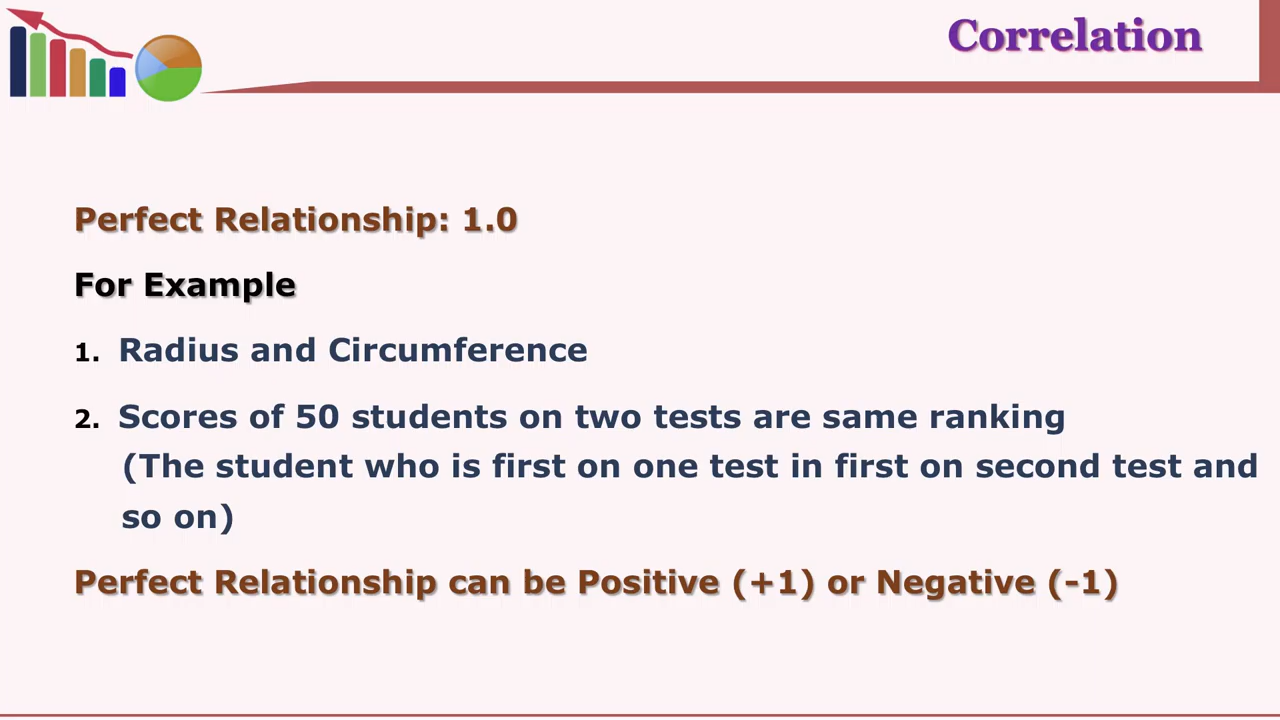 Correlation
Perfect Relationship: 1.0
For Example
1. Radius and Circumference
2. Scores of 50 students on two tests are same ranking
(The student who is first on one test in first on second test and
so on)
Perfect Relationship can be Positive (+1) or Negative (-1)